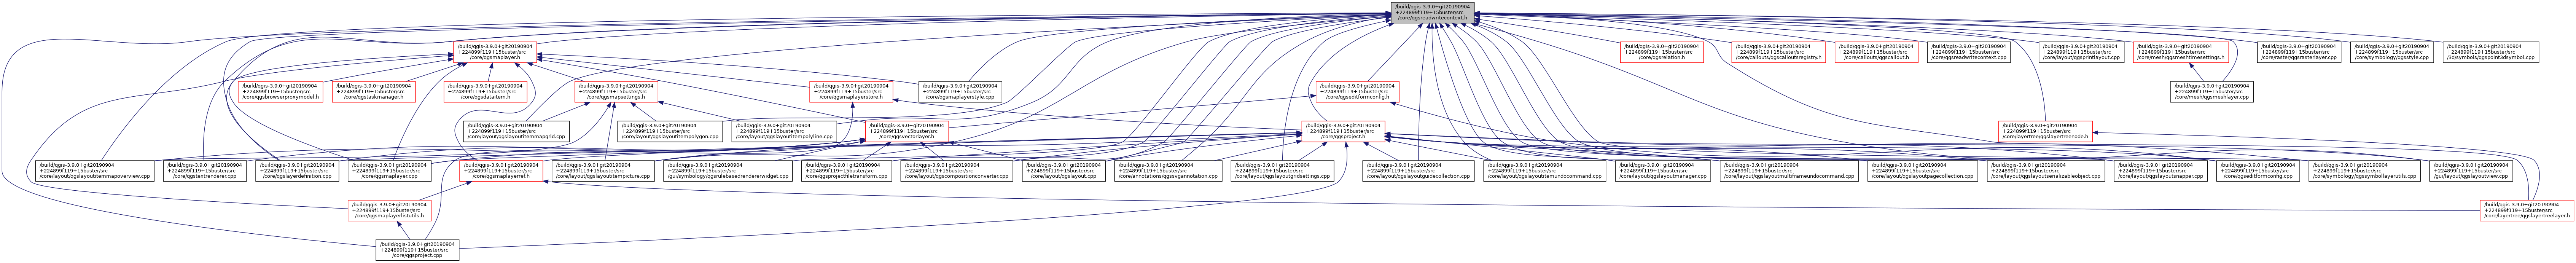 /build/qgis-3.9.0+git20190904
+224899f119+15buster/src
/core/qgsreadwritecontext.h
/build/qgis-3.9.0+git20190904
+224899f119+15buster/src
/core/qgsmaplayer.h
/build/qgis-3.9.0+git20190904
+224899f119+15buster/src
/core/qgsrelation.h
/build/qgis-3.9.0+git20190904
+224899f119+15buster/src
/core/callouts/qgscalloutsregistry.h
/build/qgis-3.9.0+git20190904
+224899f119+15buster/src
/core/callouts/qgscallout.h
/build/qgis-3.9.0+git20190904
+224899f119+15buster/src
/core/qgsreadwritecontext.cpp
/build/qgis-3.9.0+git20190904
+224899f119+15buster/src
/core/layout/qgsprintlayout.cpp
/build/qgis-3.9.0+git20190904
+224899f119+15buster/src
/core/mesh/qgsmeshtimesettings.h
/build/qgis-3.9.0+git20190904
+224899f119+15buster/src
/core/raster/qgsrasterlayer.cpp
/build/qgis-3.9.0+git20190904
+224899f119+15buster/src
/core/symbology/qgsstyle.cpp
/build/qgis-3.9.0+git20190904
+224899f119+15buster/src
/3d/symbols/qgspoint3dsymbol.cpp
/build/qgis-3.9.0+git20190904
+224899f119+15buster/src
/core/qgsbrowserproxymodel.h
/build/qgis-3.9.0+git20190904
+224899f119+15buster/src
/core/qgstaskmanager.h
/build/qgis-3.9.0+git20190904
+224899f119+15buster/src
/core/qgsdataitem.h
/build/qgis-3.9.0+git20190904
+224899f119+15buster/src
/core/qgsmapsettings.h
/build/qgis-3.9.0+git20190904
+224899f119+15buster/src
/core/qgsmaplayerstore.h
/build/qgis-3.9.0+git20190904
+224899f119+15buster/src
/core/qgsmaplayerstyle.cpp
/build/qgis-3.9.0+git20190904
+224899f119+15buster/src
/core/qgseditformconfig.h
/build/qgis-3.9.0+git20190904
+224899f119+15buster/src
/core/mesh/qgsmeshlayer.cpp
/build/qgis-3.9.0+git20190904
+224899f119+15buster/src
/core/layout/qgslayoutitemmapgrid.cpp
/build/qgis-3.9.0+git20190904
+224899f119+15buster/src
/core/layout/qgslayoutitempolygon.cpp
/build/qgis-3.9.0+git20190904
+224899f119+15buster/src
/core/layout/qgslayoutitempolyline.cpp
/build/qgis-3.9.0+git20190904
+224899f119+15buster/src
/core/qgsvectorlayer.h
/build/qgis-3.9.0+git20190904
+224899f119+15buster/src
/core/qgsproject.h
/build/qgis-3.9.0+git20190904
+224899f119+15buster/src
/core/layertree/qgslayertreenode.h
/build/qgis-3.9.0+git20190904
+224899f119+15buster/src
/core/layout/qgslayoutitemmapoverview.cpp
/build/qgis-3.9.0+git20190904
+224899f119+15buster/src
/core/qgstextrenderer.cpp
/build/qgis-3.9.0+git20190904
+224899f119+15buster/src
/core/qgslayerdefinition.cpp
/build/qgis-3.9.0+git20190904
+224899f119+15buster/src
/core/qgsmaplayer.cpp
/build/qgis-3.9.0+git20190904
+224899f119+15buster/src
/core/qgsmaplayerref.h
/build/qgis-3.9.0+git20190904
+224899f119+15buster/src
/core/layout/qgslayoutitempicture.cpp
/build/qgis-3.9.0+git20190904
+224899f119+15buster/src
/gui/symbology/qgsrulebasedrendererwidget.cpp
/build/qgis-3.9.0+git20190904
+224899f119+15buster/src
/core/qgsprojectfiletransform.cpp
/build/qgis-3.9.0+git20190904
+224899f119+15buster/src
/core/layout/qgscompositionconverter.cpp
/build/qgis-3.9.0+git20190904
+224899f119+15buster/src
/core/layout/qgslayout.cpp
/build/qgis-3.9.0+git20190904
+224899f119+15buster/src
/core/annotations/qgssvgannotation.cpp
/build/qgis-3.9.0+git20190904
+224899f119+15buster/src
/core/layout/qgslayoutgridsettings.cpp
/build/qgis-3.9.0+git20190904
+224899f119+15buster/src
/core/layout/qgslayoutguidecollection.cpp
/build/qgis-3.9.0+git20190904
+224899f119+15buster/src
/core/layout/qgslayoutitemundocommand.cpp
/build/qgis-3.9.0+git20190904
+224899f119+15buster/src
/core/layout/qgslayoutmanager.cpp
/build/qgis-3.9.0+git20190904
+224899f119+15buster/src
/core/layout/qgslayoutmultiframeundocommand.cpp
/build/qgis-3.9.0+git20190904
+224899f119+15buster/src
/core/layout/qgslayoutpagecollection.cpp
/build/qgis-3.9.0+git20190904
+224899f119+15buster/src
/core/layout/qgslayoutserializableobject.cpp
/build/qgis-3.9.0+git20190904
+224899f119+15buster/src
/core/layout/qgslayoutsnapper.cpp
/build/qgis-3.9.0+git20190904
+224899f119+15buster/src
/core/qgseditformconfig.cpp
/build/qgis-3.9.0+git20190904
+224899f119+15buster/src
/core/symbology/qgssymbollayerutils.cpp
/build/qgis-3.9.0+git20190904
+224899f119+15buster/src
/gui/layout/qgslayoutview.cpp
/build/qgis-3.9.0+git20190904
+224899f119+15buster/src
/core/qgsmaplayerlistutils.h
/build/qgis-3.9.0+git20190904
+224899f119+15buster/src
/core/layertree/qgslayertreelayer.h
/build/qgis-3.9.0+git20190904
+224899f119+15buster/src
/core/qgsproject.cpp